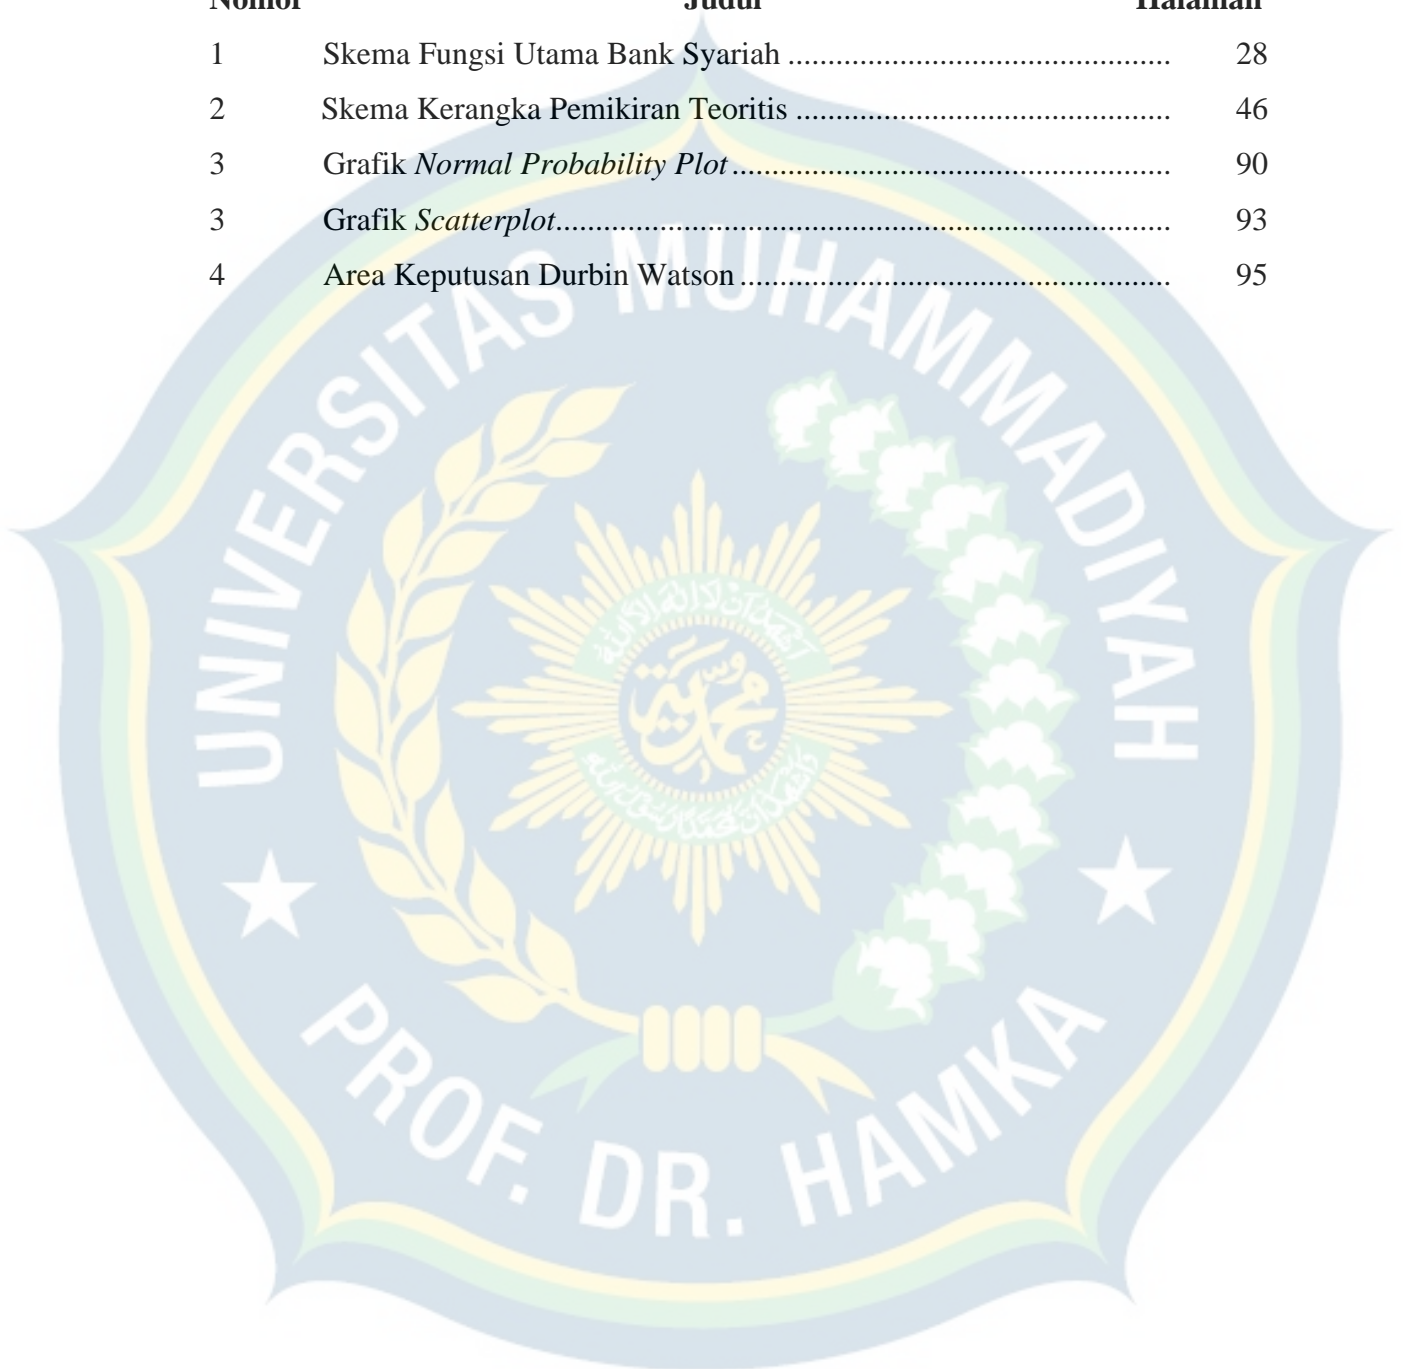 Nomor Judul Halaman
1 Skema Fungsi Utama Bank Syariah ............................................... 28
2 Skema Kerangka Pemikiran Teoritis .............................................. 46
3 Grafik Normal Probability Plot ...................................................... 90
3 Grafik Scatterplot........................................................................... 93
4 Area Keputusan Durbin Watson ..................................................... 95
UNIVERSITAS MUHAMMADIYAH
محمدية
PROF. DR. HAMKA